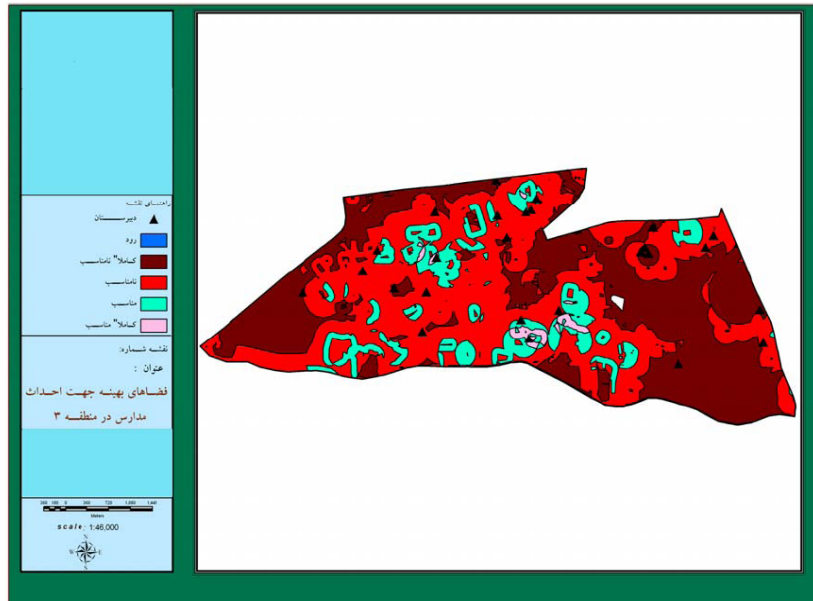 راهنمای نقشه
دبیرستان
رود
کاملا" نامناسب
نامناسب
مناسب
کاملا" مناسب
نقشه شماره:
عنوان :
فضاهای بهینه جهت احداث
مدارس در منطقه ۳
Meters
scale: 1:46,000
N
W E
S